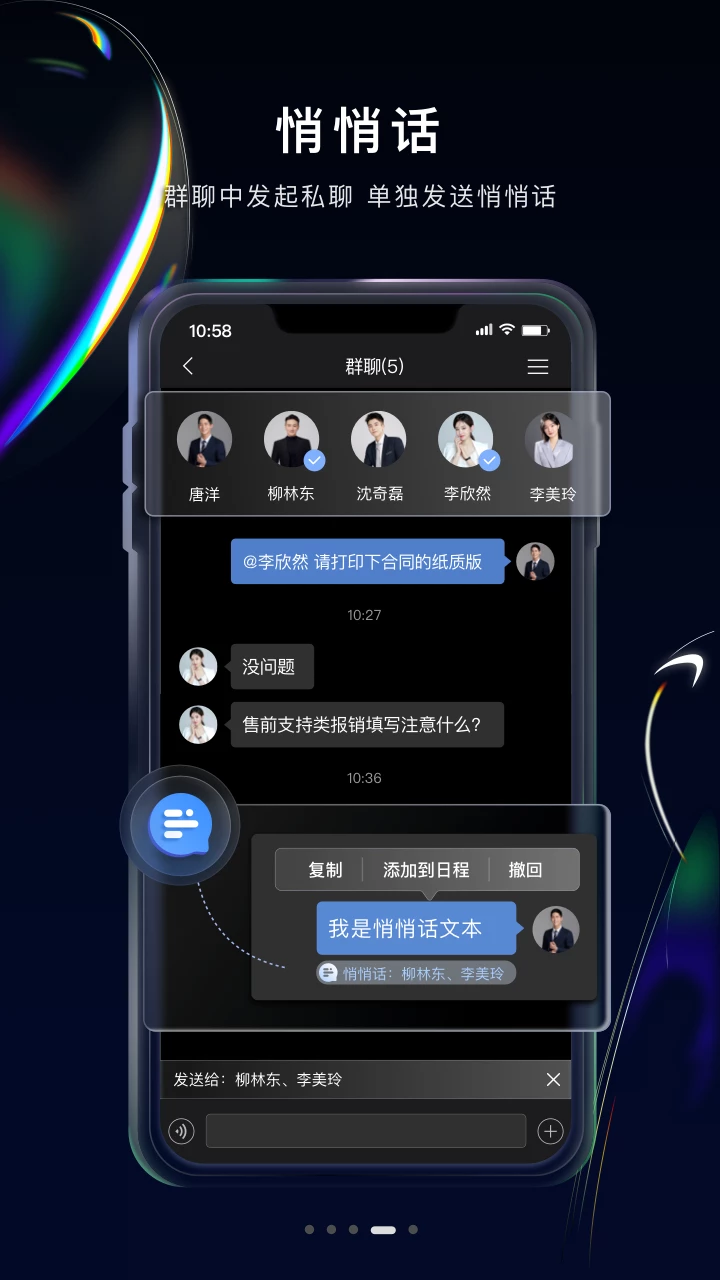 悄悄话
群聊中发起私聊 单独发送悄悄话
10:58
群聊(5)
唐洋 柳林东 沈奇磊 李欣然 李美玲
@李欣然 请打印下合同的纸质版
10:27
没问题
售前支持类报销填写注意什么?
10:36
复制 添加到日程 撤回
我是悄悄话文本
悄悄话：柳林东、李美玲
发送给：柳林东、李美玲